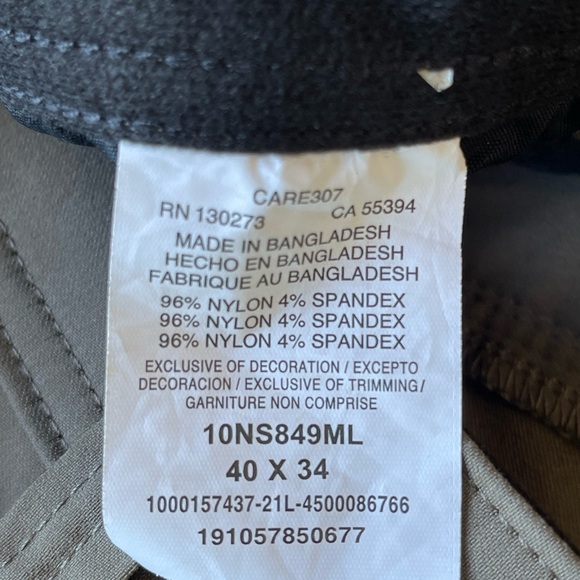 CARE307
RN 130273 CA 55394
MADE IN BANGLADESH
HECHO EN BANGLADESH
FABRIQUE AU BANGLADESH
96% NYLON 4% SPANDEX
96% NYLON 4% SPANDEX
96% NYLON 4% SPANDEX
EXCLUSIVE OF DECORATION / EXCEPTO
DECORACION / EXCLUSIVE OF TRIMMING /
GARNITURE NON COMPRISE
10NS849ML
40 X 34
1000157437-21L-4500086766
191057850677